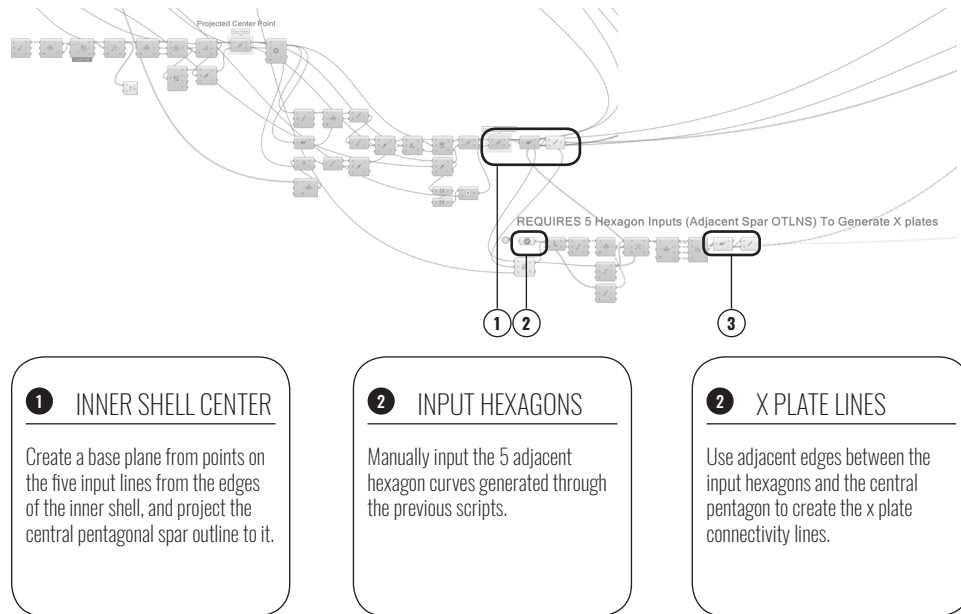 Projected Center Point
REQUIRES 5 Hexagon Inputs (Adjacent Spar OTLNS) To Generate X plates
1 2 3
1 INNER SHELL CENTER
Create a base plane from points on
the five input lines from the edges
of the inner shell, and project the
central pentagonal spar outline to it.
2 INPUT HEXAGONS
Manually input the 5 adjacent
hexagon curves generated through
the previous scripts.
2 X PLATE LINES
Use adjacent edges between the
input hexagons and the central
pentagon to create the x plate
connectivity lines.